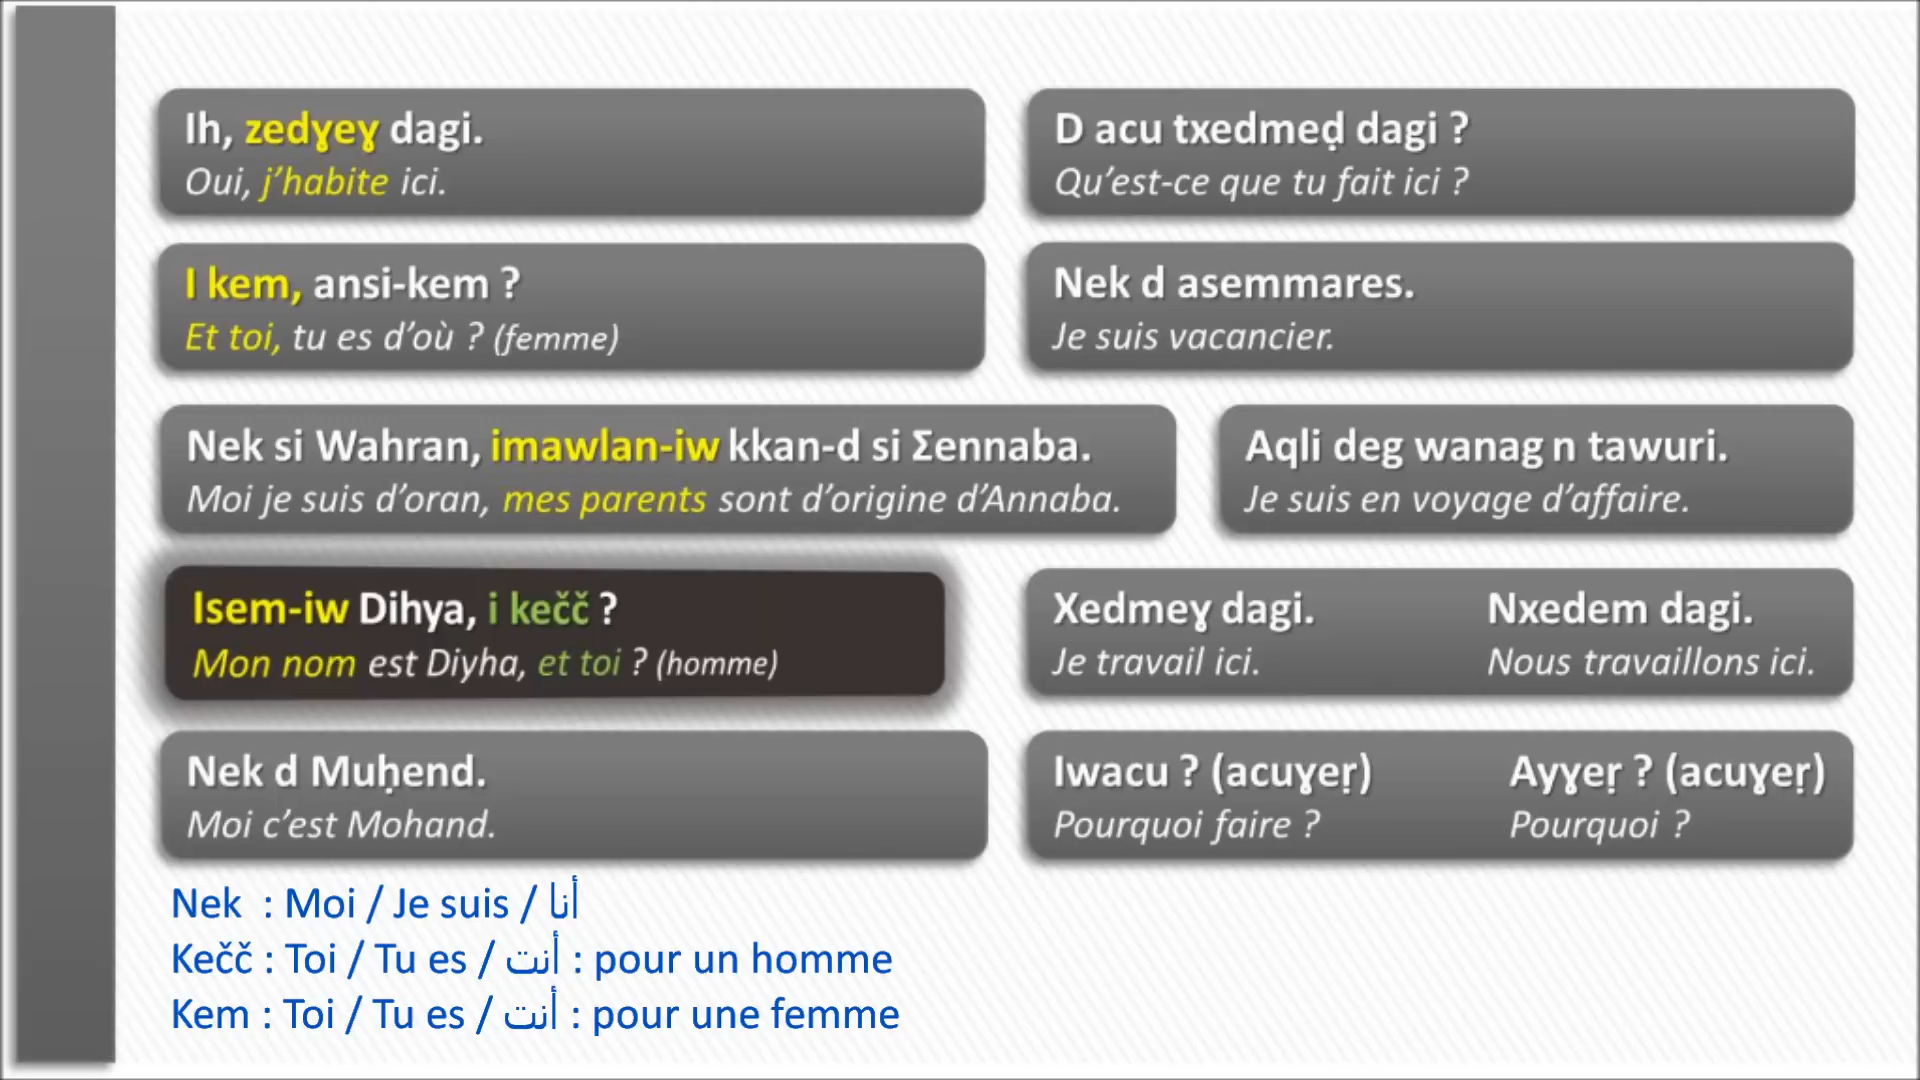 Ih, zedɣeɣ dagi.
Oui, j’habite ici.
D acu txedmeḍ dagi ?
Qu’est-ce que tu fait ici ?
I kem, ansi-kem ?
Et toi, tu es d’où ? (femme)
Nek d asemmares.
Je suis vacancier.
Nek si Wahran, imawlan-iw kkan-d si Σennaba.
Moi je suis d’oran, mes parents sont d’origine d’Annaba.
Aqli deg wanag n tawuri.
Je suis en voyage d’affaire.
Isem-iw Dihya, i kečč ?
Mon nom est Diyha, et toi ? (homme)
Xedmeɣ dagi.
Je travail ici.
Nxedem dagi.
Nous travaillons ici.
Nek d Muḥend.
Moi c’est Mohand.
Iwacu ? (acuɣeṛ)
Pourquoi faire ?
Ayɣeṛ ? (acuɣeṛ)
Pourquoi ?
Nek : Moi / Je suis / أنا
Kečč : Toi / Tu es / أنت : pour un homme
Kem : Toi / Tu es / أنت : pour une femme